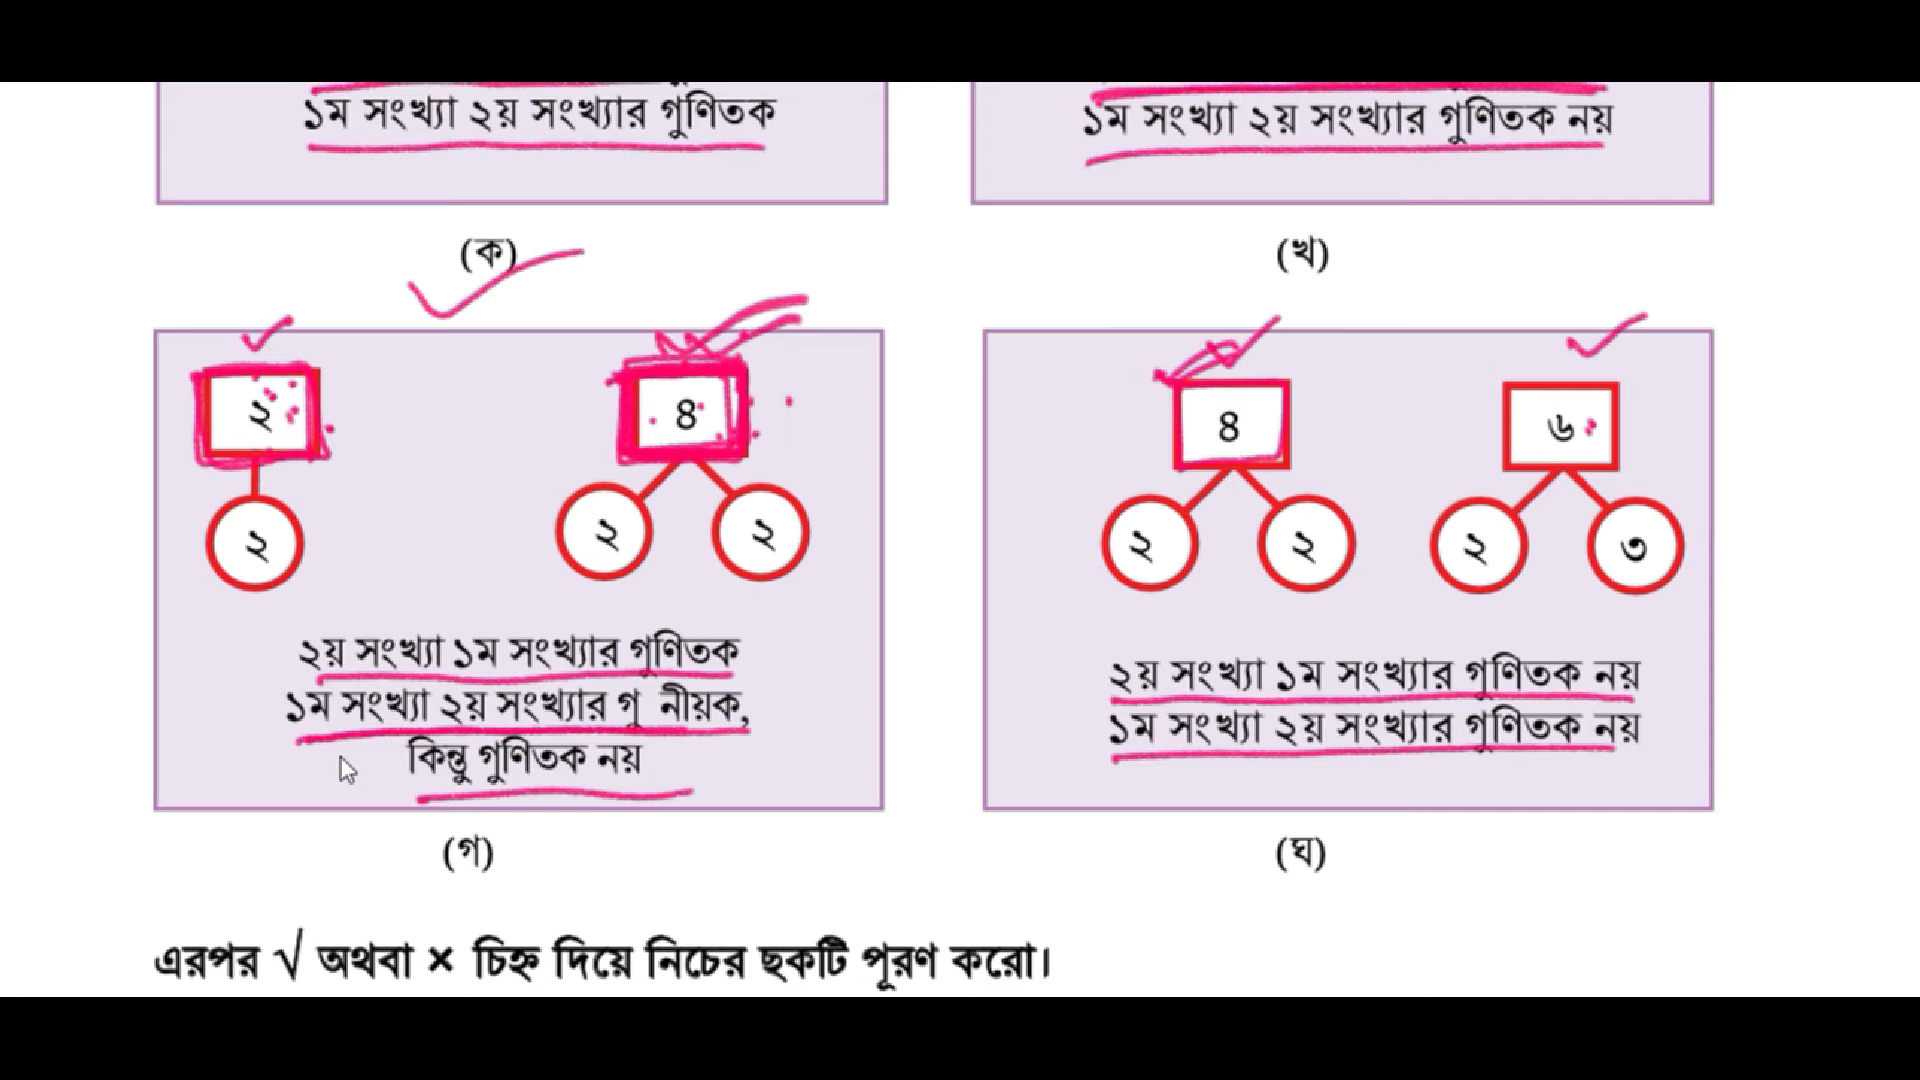 ১ম সংখ্যা ২য় সংখ্যার গুণিতক
১ম সংখ্যা ২য় সংখ্যার গুণিতক নয়
(ক)
(খ)
২
৪
২
২
২
২য় সংখ্যা ১ম সংখ্যার গুণিতক
১ম সংখ্যা ২য় সংখ্যার গু নীয়ক,
কিন্তু গুণিতক নয়
(গ)
৪
৬
২
২
২
৩
২য় সংখ্যা ১ম সংখ্যার গুণিতক নয়
১ম সংখ্যা ২য় সংখ্যার গুণিতক নয়
(ঘ)
এরপর √ অথবা × চিহ্ন দিয়ে নিচের ছকটি পূরণ করো।